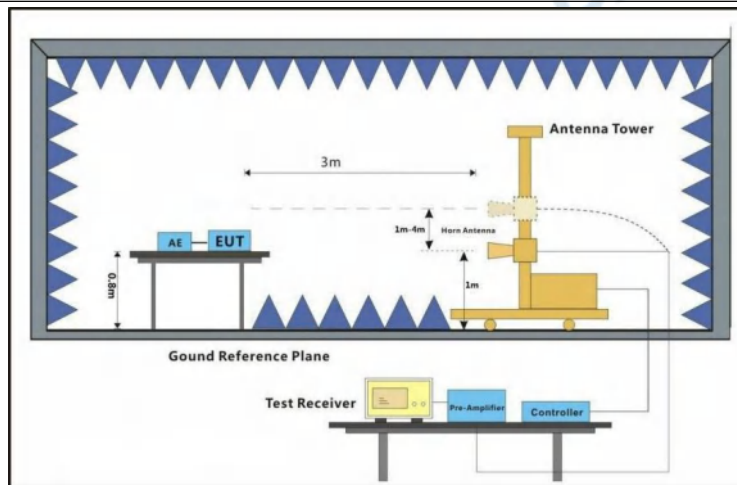 Antenna Tower
3m
1m-4m
Horn Antenna
AE
EUT
0.8m
1m
Gound Reference Plane
Test Receiver
Pre-Amplifier
Controller